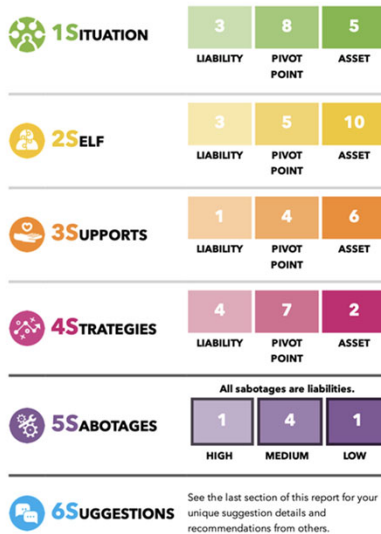 1SITUATION 3 8 5
LIABILITY PIVOT POINT ASSET
2SELF 3 5 10
LIABILITY PIVOT POINT ASSET
3SUPPORTS 1 4 6
LIABILITY PIVOT POINT ASSET
4STRATEGIES 4 7 2
LIABILITY PIVOT POINT ASSET
All sabotages are liabilities.
5SABOTAGES 1 4 1
HIGH MEDIUM LOW
6SUGGESTIONS
See the last section of this report for your
unique suggestion details and
recommendations from others.